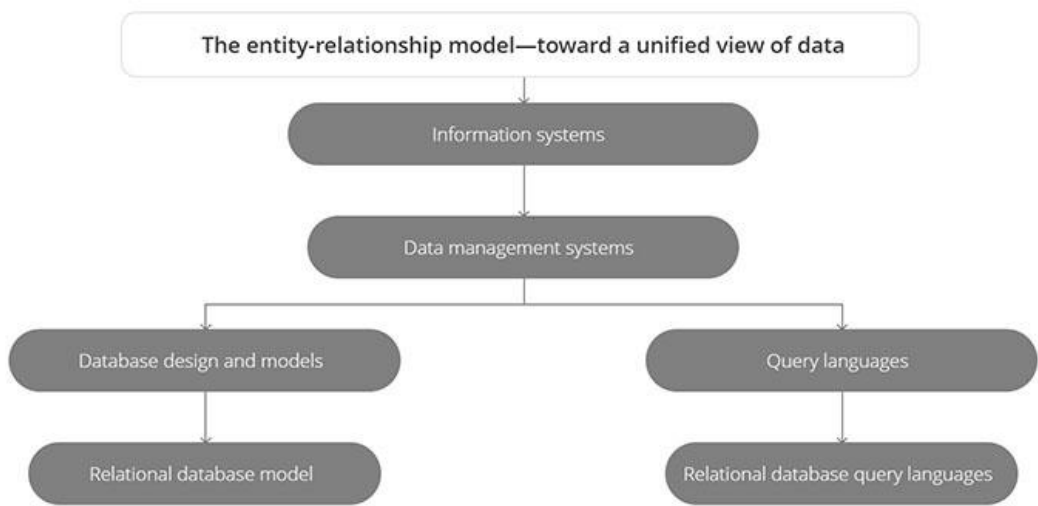 The entity-relationship model—toward a unified view of data
Information systems
Data management systems
Database design and models
Query languages
Relational database model
Relational database query languages